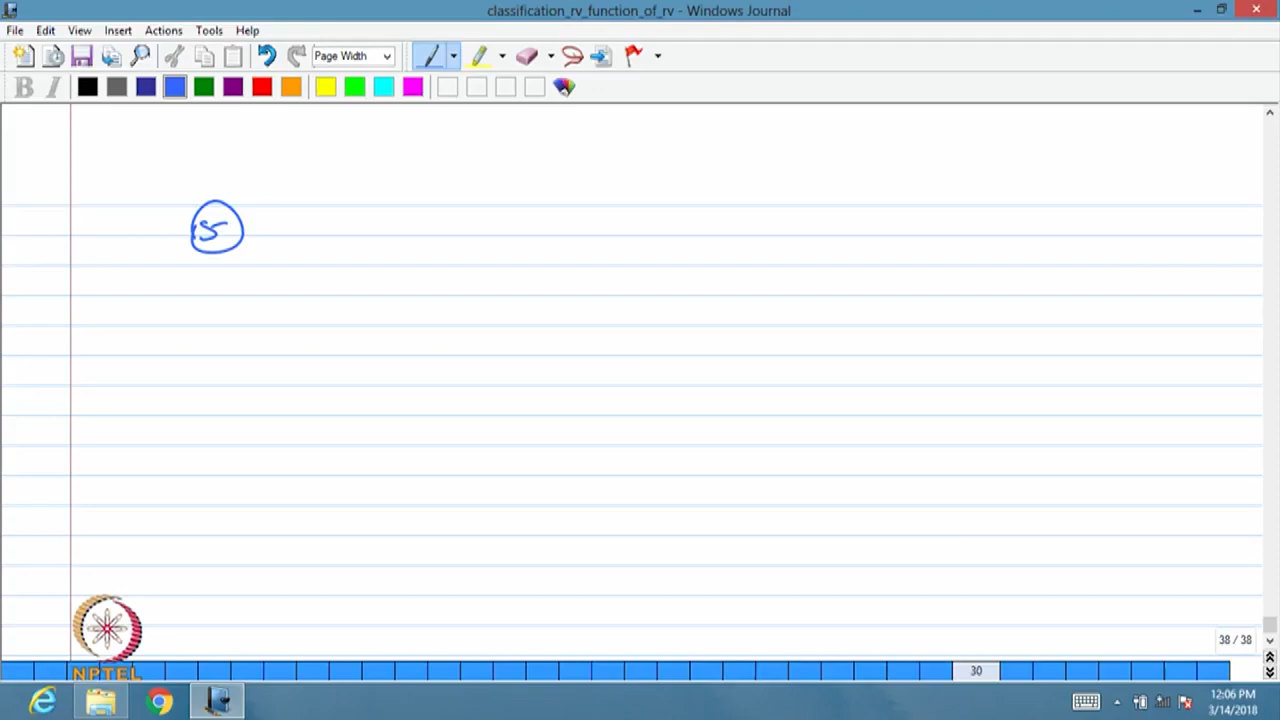 classification_rv_function_of_rv - Windows Journal
File Edit View Insert Actions Tools Help
Page Width
B I
38 / 38
NPTEL
30
12:06 PM
3/14/2018